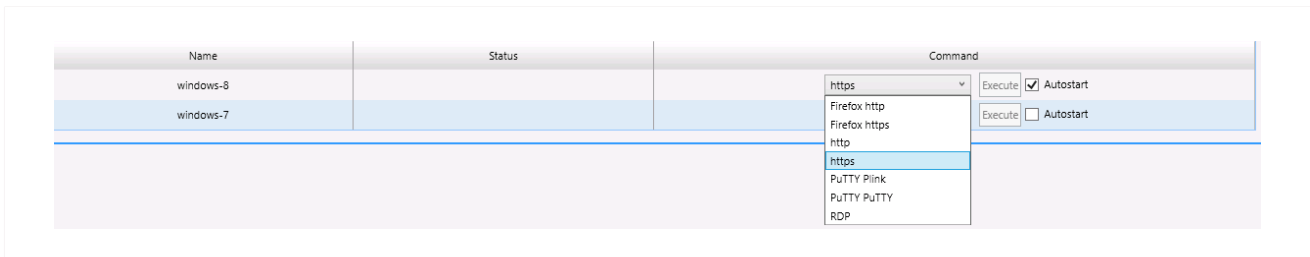 Name Status Command
windows-8 https Execute Autostart
Firefox http
windows-7 Execute Autostart
Firefox https
http
https
PuTTY Plink
PuTTY PuTTY
RDP